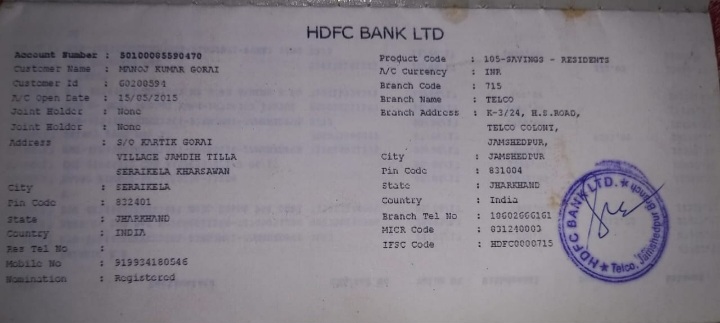 HDFC BANK LTD
Account Number : 50100085590470
Customer Name : MANOJ KUMAR GORAI
Customer Id : 60200594
A/C Open Date : 15/05/2015
Joint Holder : None
Joint Holder : None
Address : S/O KARTIK GORAI
VILLAGE JAMDIH TILLA
SERAIKELA KHARSAWAN
City : SERAIKELA
Pin Code : 832401
State : JHARKHAND
Country : INDIA
Res Tel No :
Mobile No : 919934180546
Nomination : Registered
Product Code : 105-SAVINGS - RESIDENTS
A/C Currency : INR
Branch Code : 715
Branch Name : TELCO
Branch Address : K-3/24, H.S.ROAD,
TELCO COLONY,
JAMSHEDPUR,
City : JAMSHEDPUR
Pin Code : 831004
State : JHARKHAND
Country : India
Branch Tel No : 18602666161
MICR Code : 831240003
IFSC Code : HDFC0000715
HDFC BANK LTD. ★ Telco, Jamshedpur Branch ★